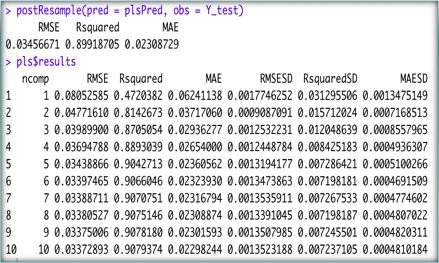 > postResample(pred = plsPred, obs = Y_test)
RMSE Rsquared MAE
0.03456671 0.89918705 0.02308729
> pls$results
ncomp RMSE Rsquared MAE RMSESD RsquaredSD MAESD
1 1 0.08052585 0.4720382 0.06241138 0.0017746252 0.031295506 0.0013475149
2 2 0.04771610 0.8142673 0.03717060 0.0009087091 0.015712024 0.0007168513
3 3 0.03989900 0.8705054 0.02936277 0.0012532231 0.012048639 0.0008557965
4 4 0.03694788 0.8893039 0.02654000 0.0012448784 0.008425183 0.0004936307
5 5 0.03438866 0.9042713 0.02360562 0.0013194177 0.007286421 0.0005100266
6 6 0.03397465 0.9066046 0.02323930 0.0013473863 0.007198181 0.0004691509
7 7 0.03388711 0.9070751 0.02316794 0.0013535911 0.007267533 0.0004774602
8 8 0.03380527 0.9075146 0.02308874 0.0013391045 0.007198187 0.0004807022
9 9 0.03375006 0.9078180 0.02301593 0.0013507985 0.007245501 0.0004820311
10 10 0.03372893 0.9079374 0.02298244 0.0013523188 0.007237105 0.0004810184